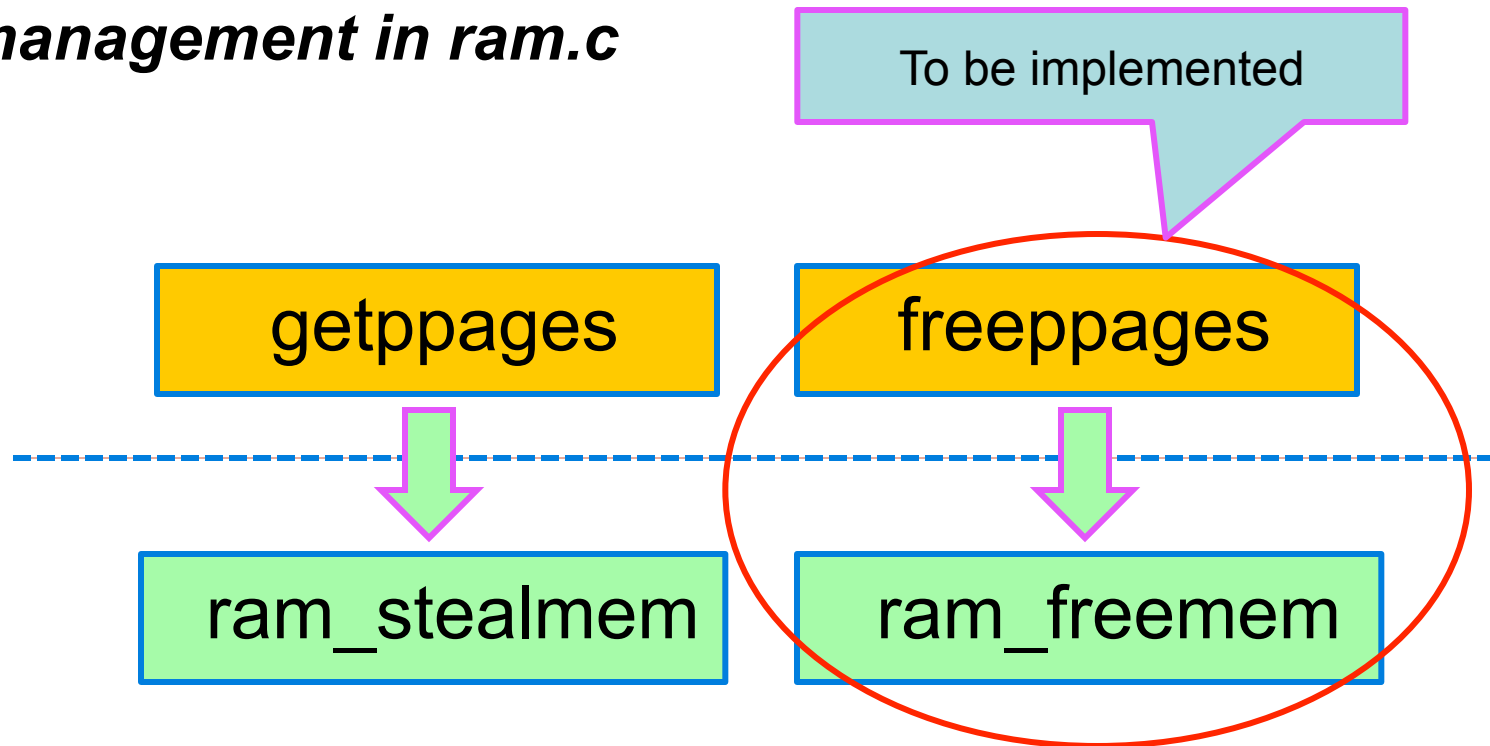 management in ram.c
To be implemented
getppages
freeppages
ram_stealmem
ram_freemem